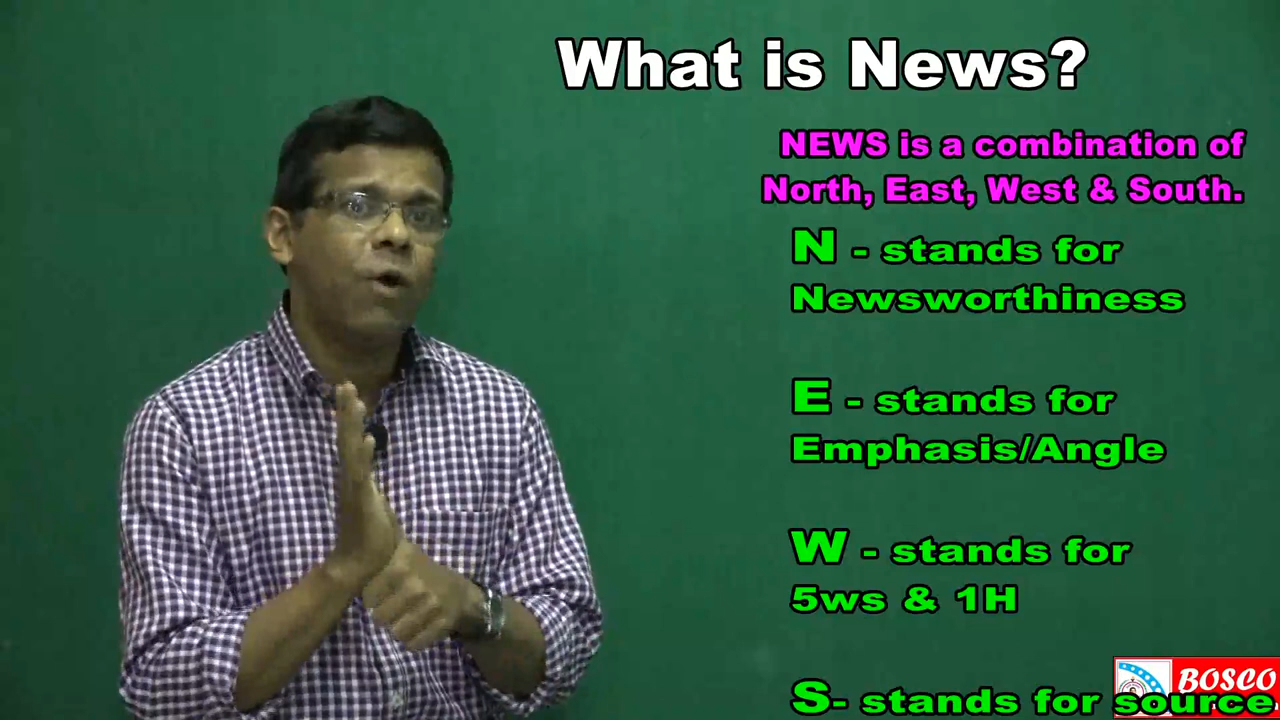 What is News?
NEWS is a combination of
North, East, West & South.
N - stands for
Newsworthiness
E - stands for
Emphasis/Angle
W - stands for
5ws & 1H
BOSCO
S- stands for source